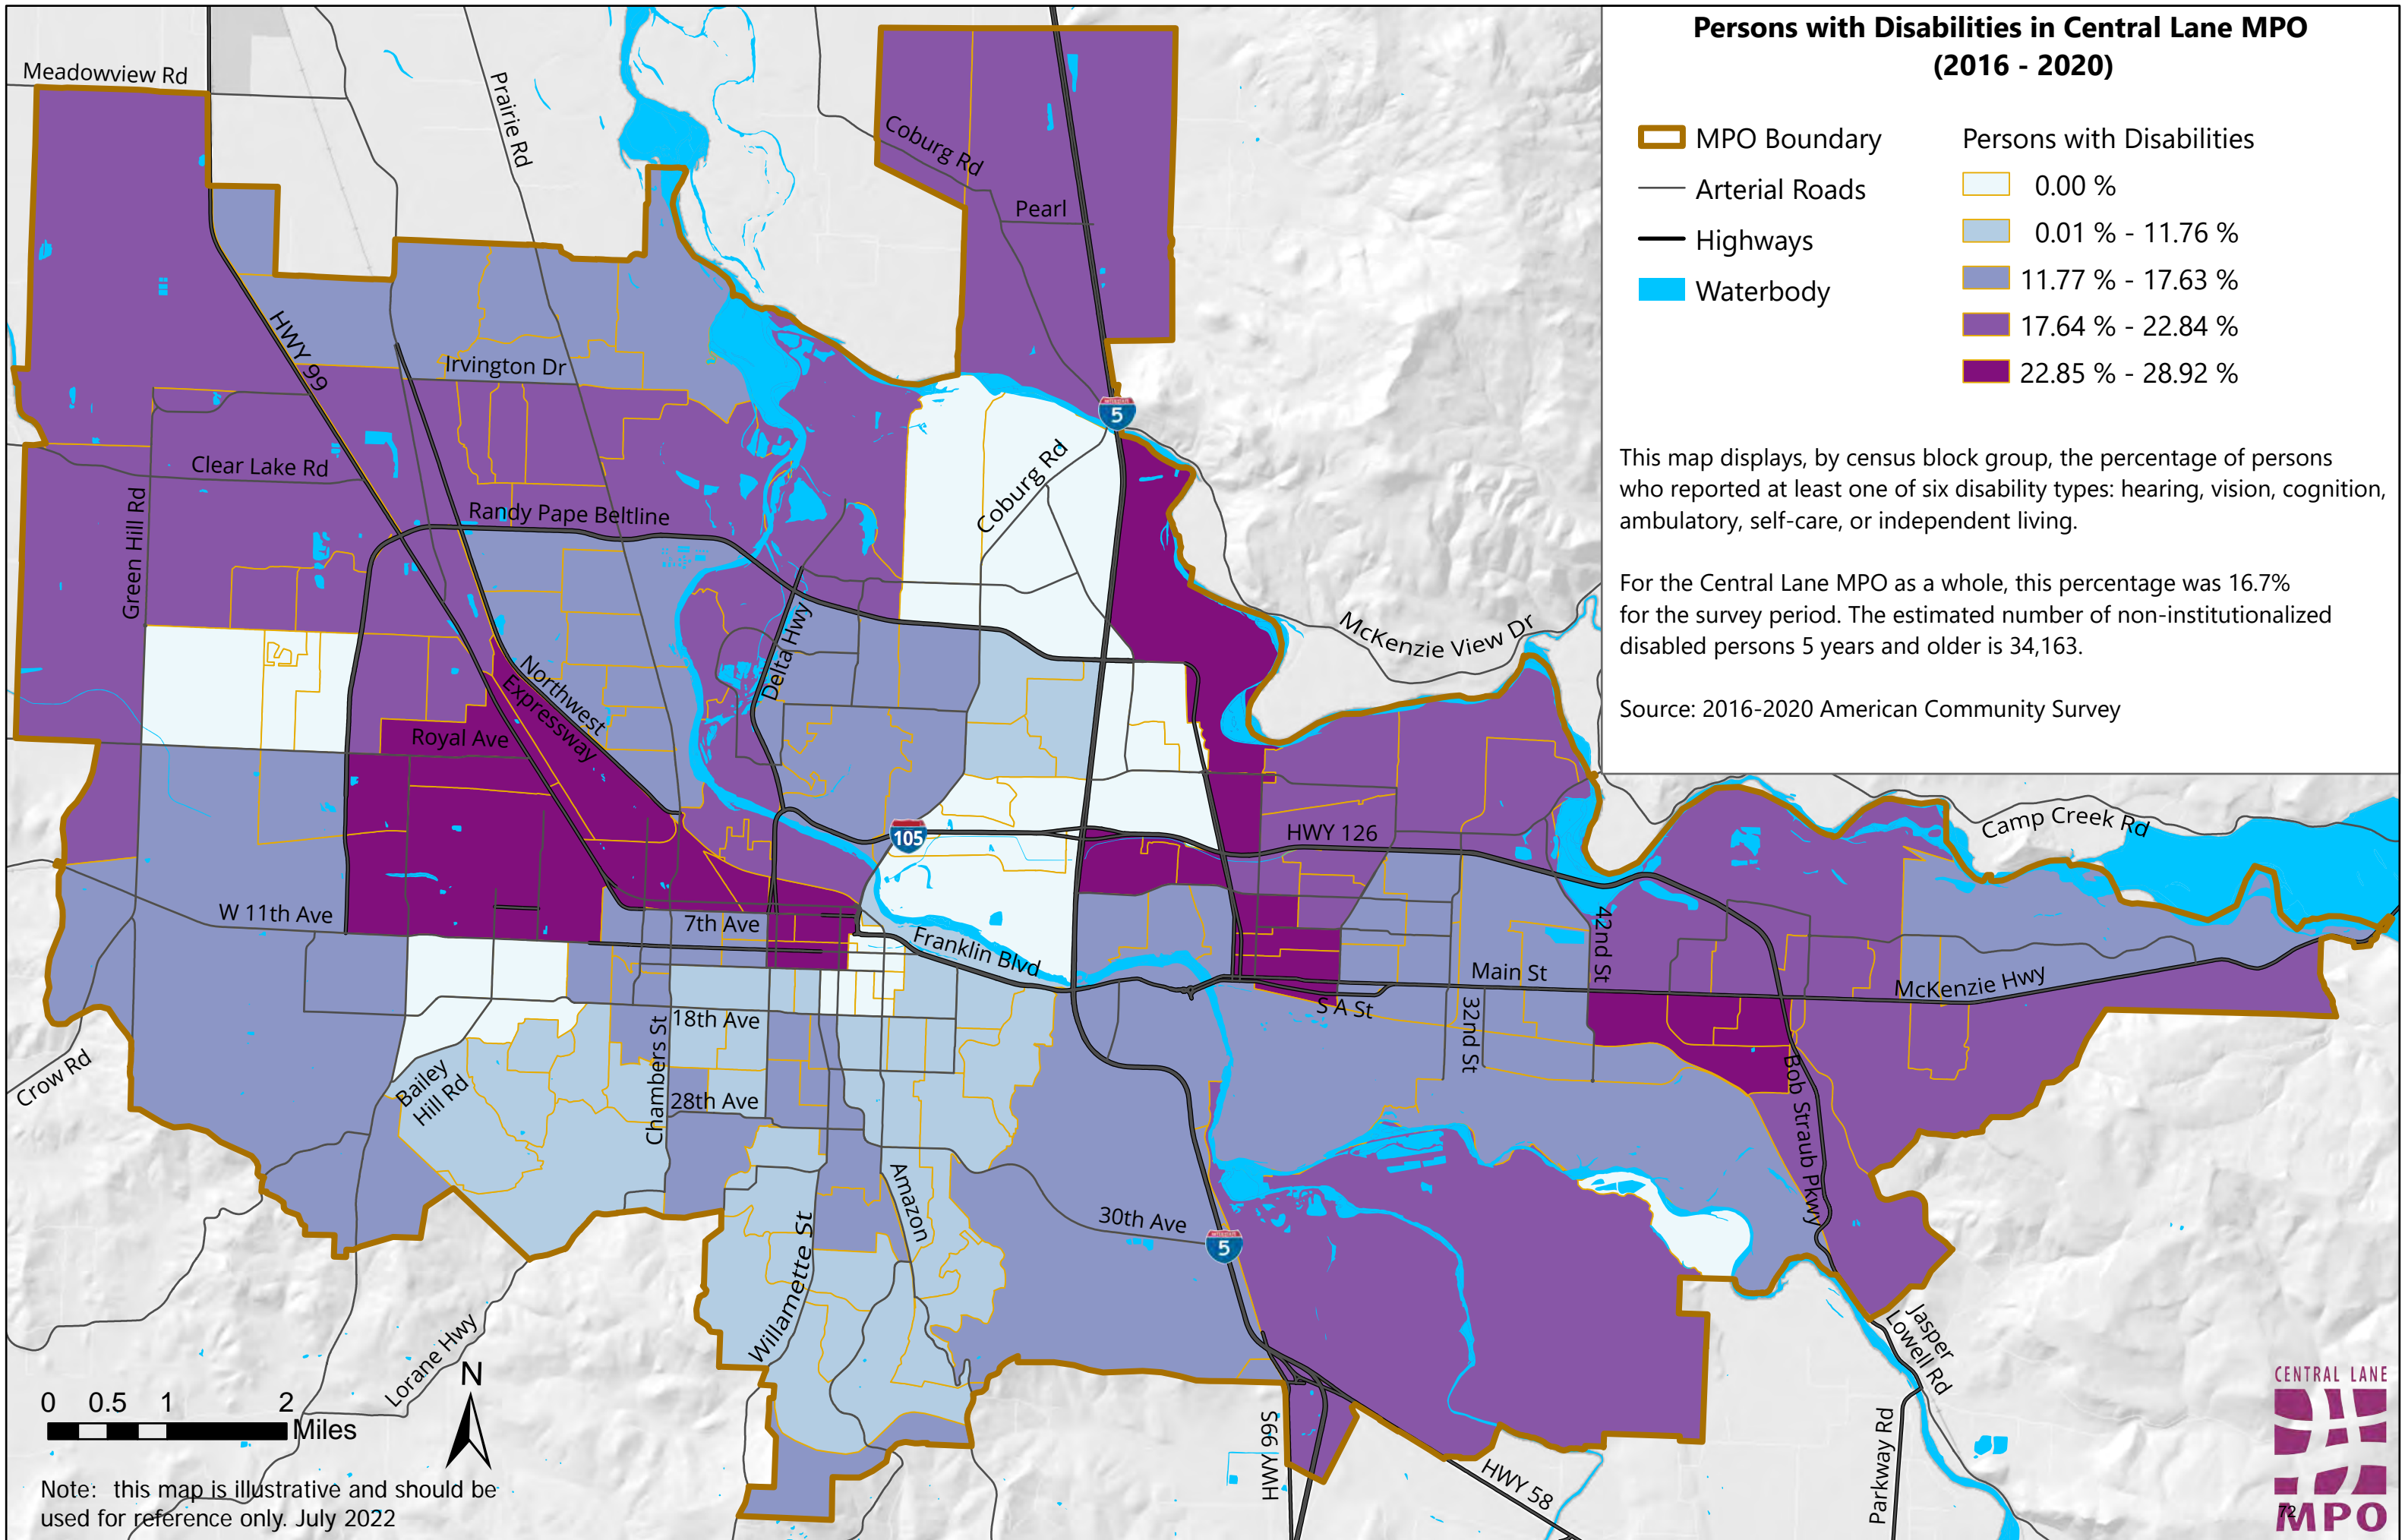 Persons with Disabilities in Central Lane MPO
(2016 - 2020)
MPO Boundary
Arterial Roads
Highways
Waterbody
Persons with Disabilities
0.00 %
0.01 % - 11.76 %
11.77 % - 17.63 %
17.64 % - 22.84 %
22.85 % - 28.92 %
This map displays, by census block group, the percentage of persons
who reported at least one of six disability types: hearing, vision, cognition,
ambulatory, self-care, or independent living.
For the Central Lane MPO as a whole, this percentage was 16.7%
for the survey period. The estimated number of non-institutionalized
disabled persons 5 years and older is 34,163.
Source: 2016-2020 American Community Survey
Meadowview Rd
Prairie Rd
Coburg Rd
Pearl
HWY 99
Irvington Dr
5
Clear Lake Rd
Coburg Rd
Green Hill Rd
Randy Pape Beltline
McKenzie View Dr
Delta Hwy
Northwest
Expressway
Royal Ave
105
HWY 126
Camp Creek Rd
W 11th Ave
7th Ave
Franklin Blvd
42nd St
Main St
McKenzie Hwy
S A St
32nd St
18th Ave
Chambers St
Crow Rd
Bailey
Hill Rd
28th Ave
Bob Straub Pkwy
Amazon
30th Ave
5
Willamette St
Lorane Hwy
Jasper
Lowell Rd
HWY 99S
HWY 58
Parkway Rd
N
0 0.5 1 2
Miles
Note: this map is illustrative and should be
used for reference only. July 2022
CENTRAL LANE
72
MPO